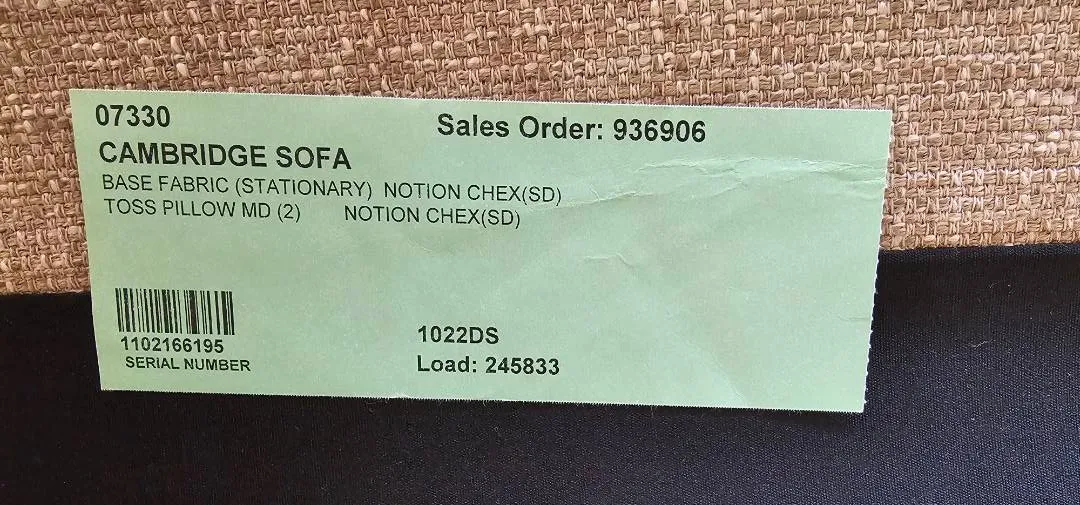 07330
Sales Order: 936906
CAMBRIDGE SOFA
BASE FABRIC (STATIONARY) NOTION CHEX(SD)
TOSS PILLOW MD (2) NOTION CHEX(SD)
1102166195
SERIAL NUMBER
1022DS
Load: 245833